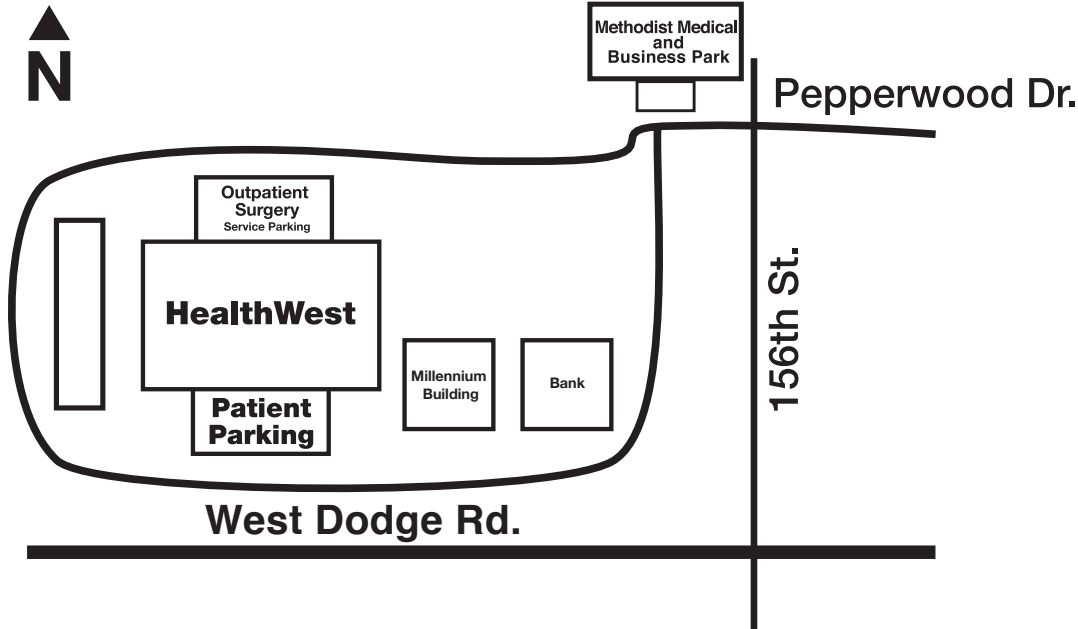 N
Methodist Medical
and
Business Park
Pepperwood Dr.
Outpatient
Surgery
Service Parking
HealthWest
156th St.
Millennium
Building
Bank
Patient
Parking
West Dodge Rd.